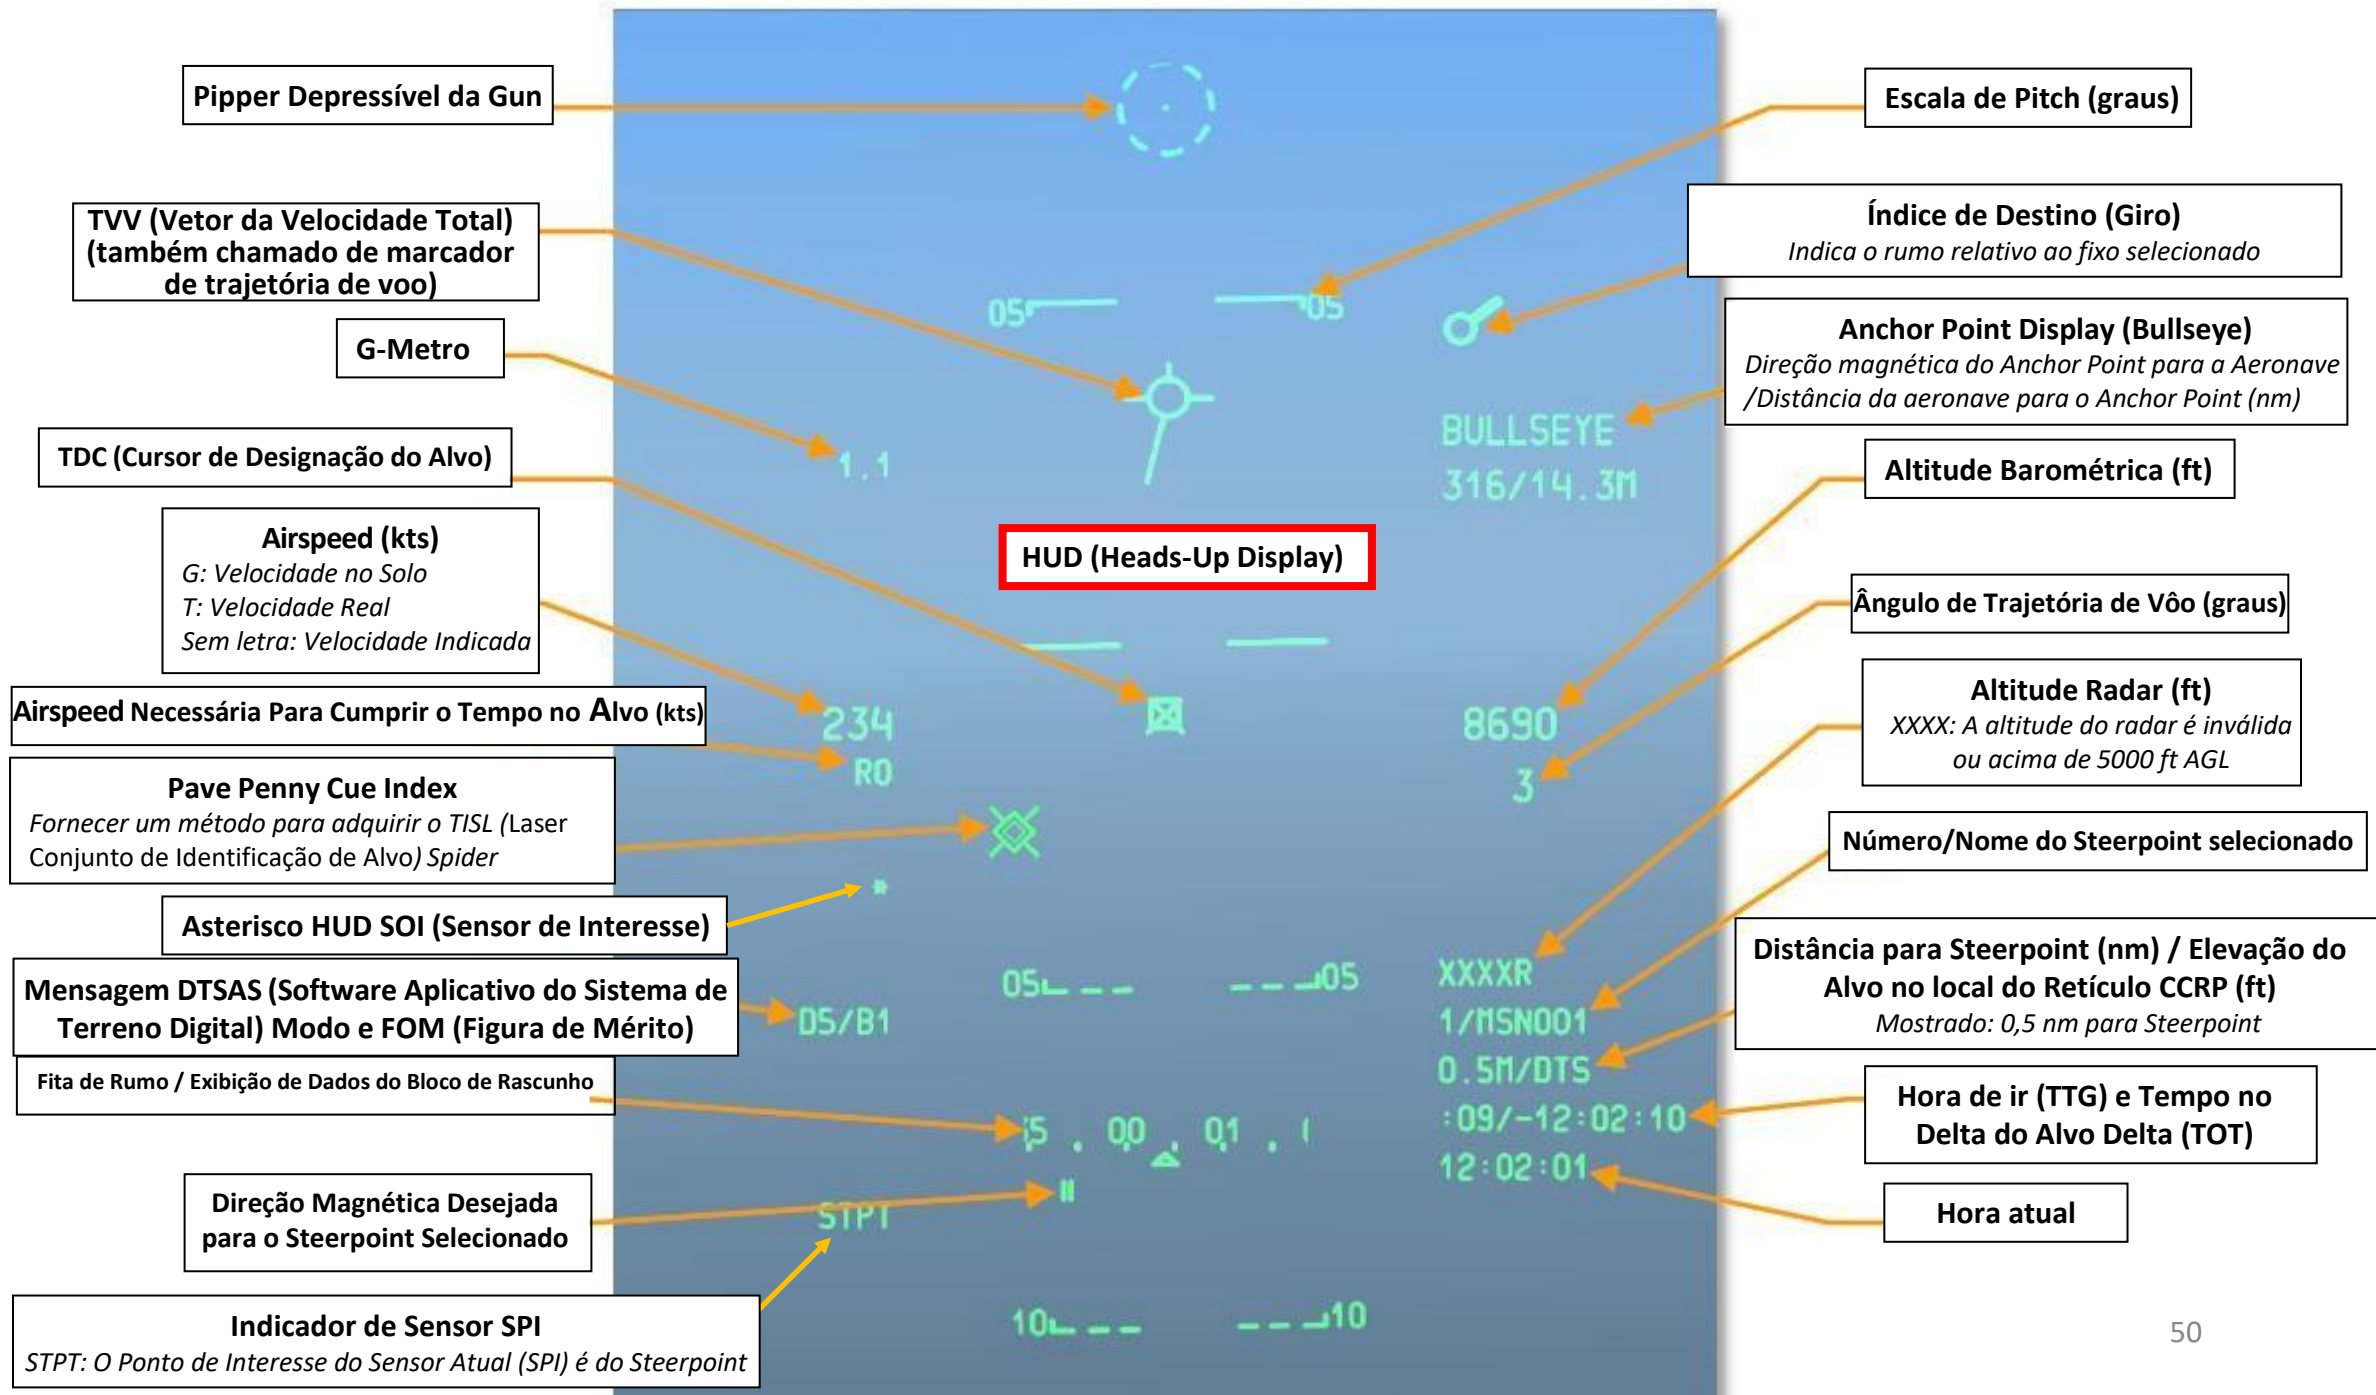 Pipper Depressível da Gun
TVV (Vetor da Velocidade Total)
(também chamado de marcador
de trajetória de voo)
G-Metro
TDC (Cursor de Designação do Alvo)
Airspeed (kts)
G: Velocidade no Solo
T: Velocidade Real
Sem letra: Velocidade Indicada
Airspeed Necessária Para Cumprir o Tempo no Alvo (kts)
Pave Penny Cue Index
Fornecer um método para adquirir o TISL (Laser
Conjunto de Identificação de Alvo) Spider
Asterisco HUD SOI (Sensor de Interesse)
Mensagem DTSAS (Software Aplicativo do Sistema de
Terreno Digital) Modo e FOM (Figura de Mérito)
Fita de Rumo / Exibição de Dados do Bloco de Rascunho
Direção Magnética Desejada
para o Steerpoint Selecionado
Indicador de Sensor SPI
STPT: O Ponto de Interesse do Sensor Atual (SPI) é do Steerpoint
05 05
1.1
BULLSEYE
316/14.3M
HUD (Heads-Up Display)
234
R0
8690
3
XXXXR
05 05
D5/B1
1/MSN001
0.5M/DTS
5 . 00 . 01 .
:09/-12:02:10
12:02:01
STPT
10 10
Escala de Pitch (graus)
Índice de Destino (Giro)
Indica o rumo relativo ao fixo selecionado
Anchor Point Display (Bullseye)
Direção magnética do Anchor Point para a Aeronave
/Distância da aeronave para o Anchor Point (nm)
Altitude Barométrica (ft)
Ângulo de Trajetória de Vôo (graus)
Altitude Radar (ft)
XXXX: A altitude do radar é inválida
ou acima de 5000 ft AGL
Número/Nome do Steerpoint selecionado
Distância para Steerpoint (nm) / Elevação do
Alvo no local do Retículo CCRP (ft)
Mostrado: 0,5 nm para Steerpoint
Hora de ir (TTG) e Tempo no
Delta do Alvo Delta (TOT)
Hora atual
50